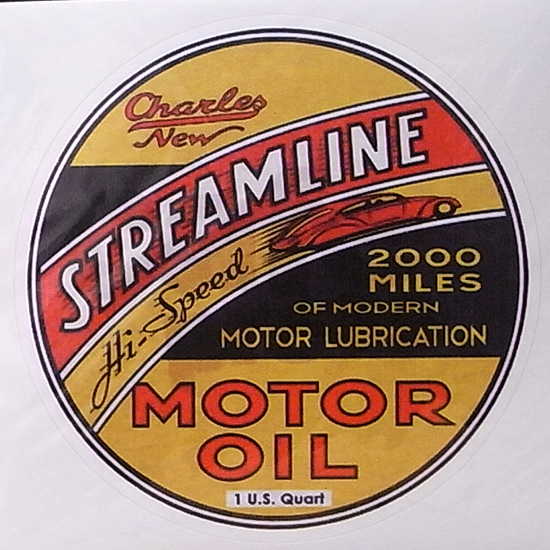 Charles
New
STREAMLINE
Hi-Speed
2000
MILES
OF MODERN
MOTOR LUBRICATION
MOTOR
OIL
1 U.S. Quart